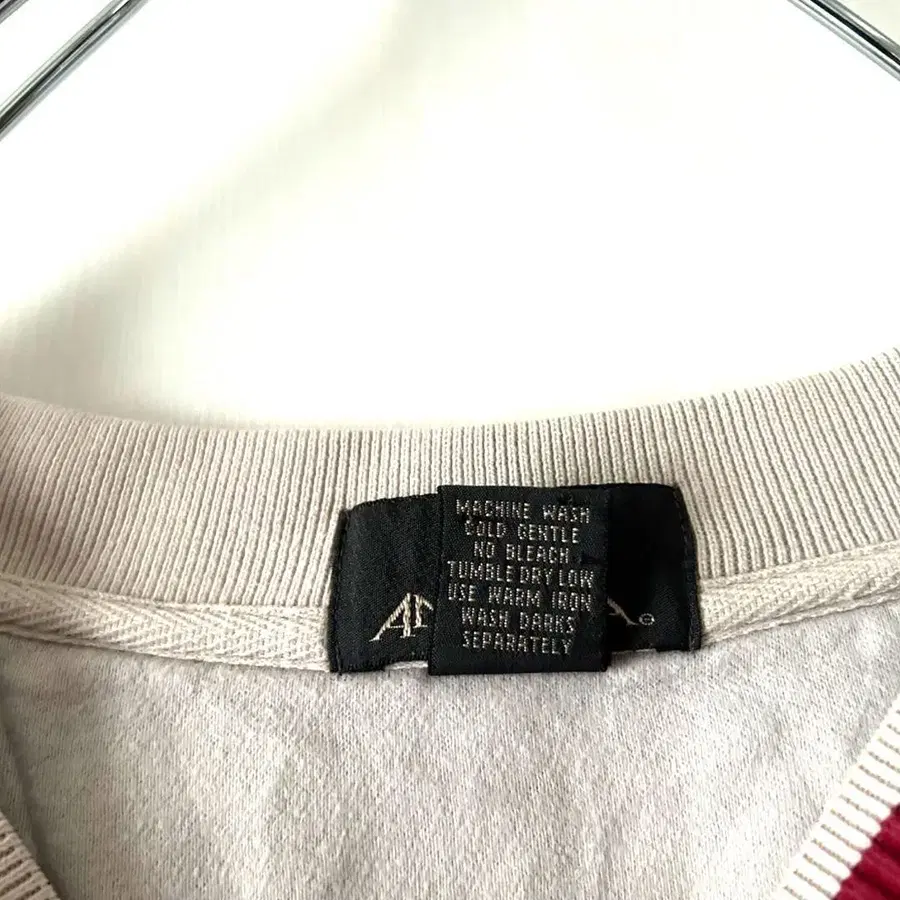 MACHINE WASH
COLD GENTLE
NO BLEACH
TUMBLE DRY LOW
USE WARM IRON
WASH DARKS
SEPARATELY